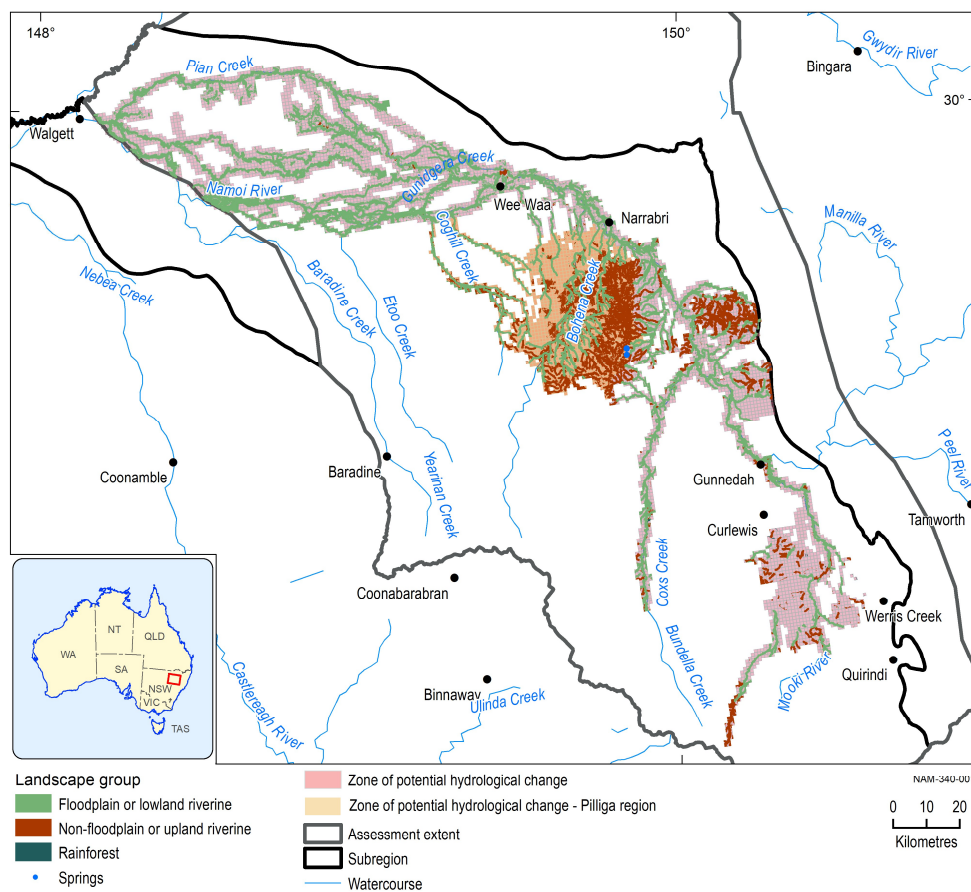 148°
150°
Gwydir River
Bingara
Pian Creek
30°
Walgett
Gunidgera Creek
Namoi River
Wee Waa
Manilla River
Narrabri
Coghill Creek
Nebea Creek
Baradine Creek
Etoo Creek
Bohena Creek
Peel River
Coonamble
Baradine
Yearinan Creek
Gunnedah
Curlewis
Tamworth
Coxs Creek
Coonabarabran
Werris Creek
Bundella Creek
Mooki River
Quirindi
Castlereagh River
Binnaway
Ulinda Creek
NT
QLD
WA
SA
NSW
VIC
TAS
NAM-340-00
Landscape group
Floodplain or lowland riverine
Non-floodplain or upland riverine
Rainforest
Springs
Zone of potential hydrological change
Zone of potential hydrological change - Pilliga region
Assessment extent
Subregion
Watercourse
0 10 20
Kilometres